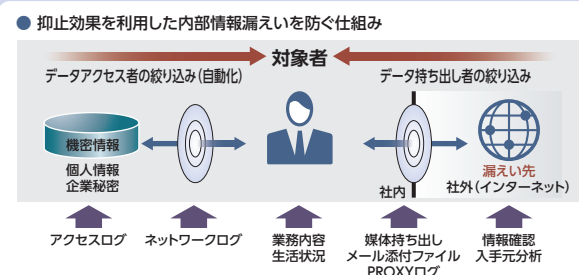 ● 抑止効果を利用した内部情報漏えいを防ぐ仕組み
対象者
データアクセス者の絞り込み(自動化)
データ持ち出し者の絞り込み
機密情報
個人情報
企業秘密
社内
漏えい先
社外(インターネット)
アクセスログ
ネットワークログ
業務内容
生活状況
媒体持ち出し
メール添付ファイル
PROXYログ
情報確認
入手元分析